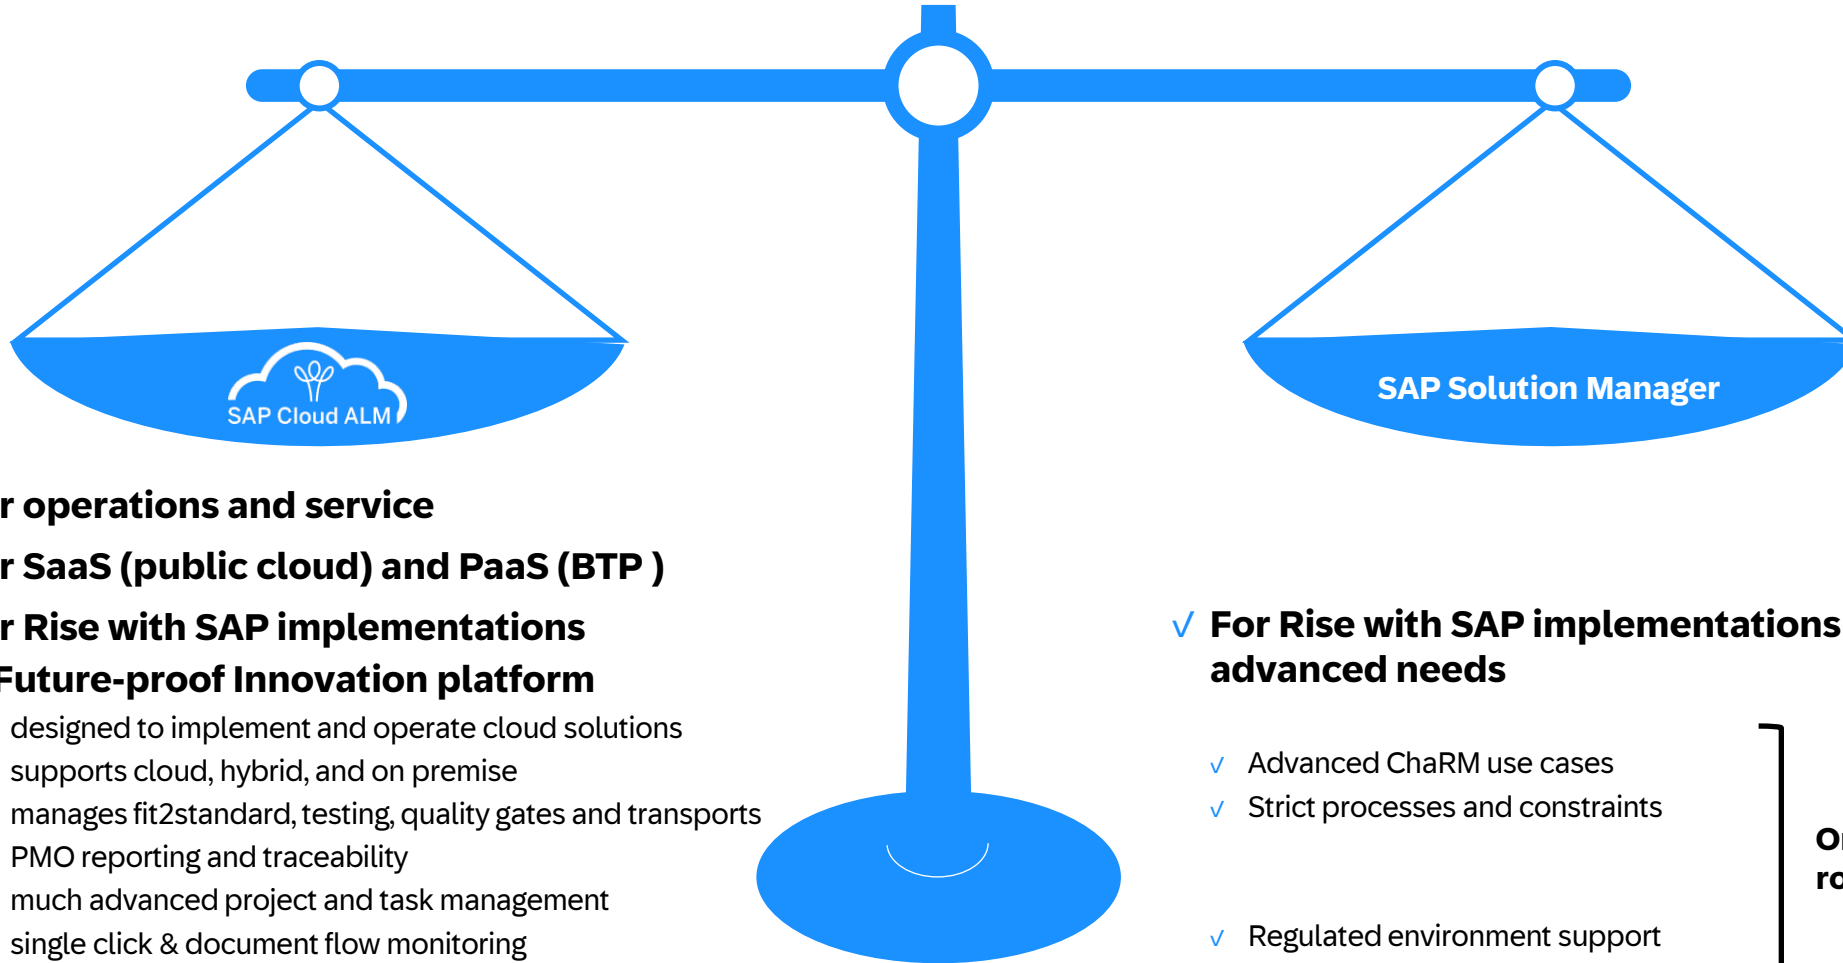 SAP Cloud ALM
SAP Solution Manager
r operations and service
r SaaS (public cloud) and PaaS (BTP )
r Rise with SAP implementations
Future-proof Innovation platform
designed to implement and operate cloud solutions
supports cloud, hybrid, and on premise
manages fit2standard, testing, quality gates and transports
PMO reporting and traceability
much advanced project and task management
single click & document flow monitoring
√ For Rise with SAP implementations
advanced needs
√ Advanced ChaRM use cases
√ Strict processes and constraints
√ Regulated environment support